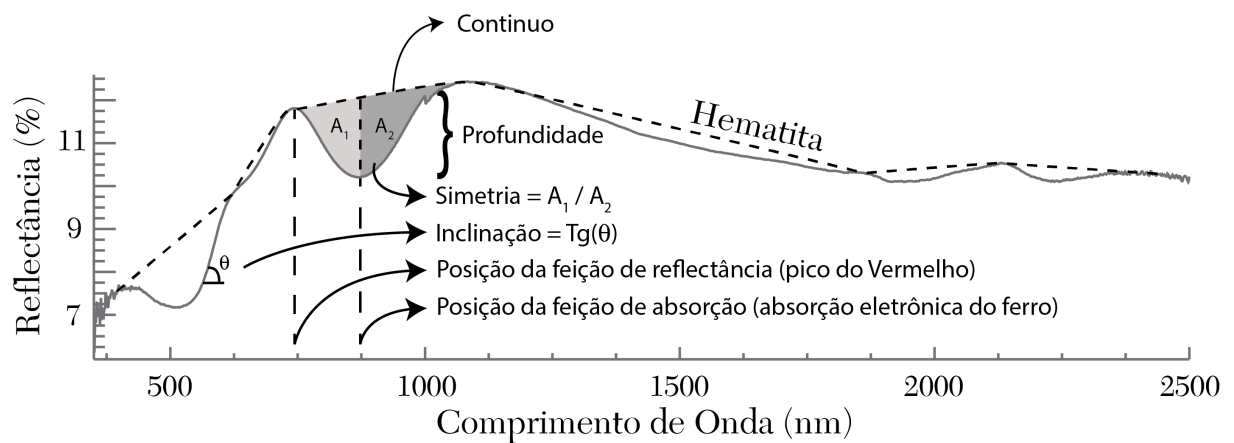 Continuo
Reflectância (%)
11
9
7
A1
A2
Profundidade
Hematita
Simetria = A1 / A2
θ
Inclinação = Tg(θ)
Posição da feição de reflectância (pico do Vermelho)
Posição da feição de absorção (absorção eletrônica do ferro)
500
1000
1500
2000
2500
Comprimento de Onda (nm)